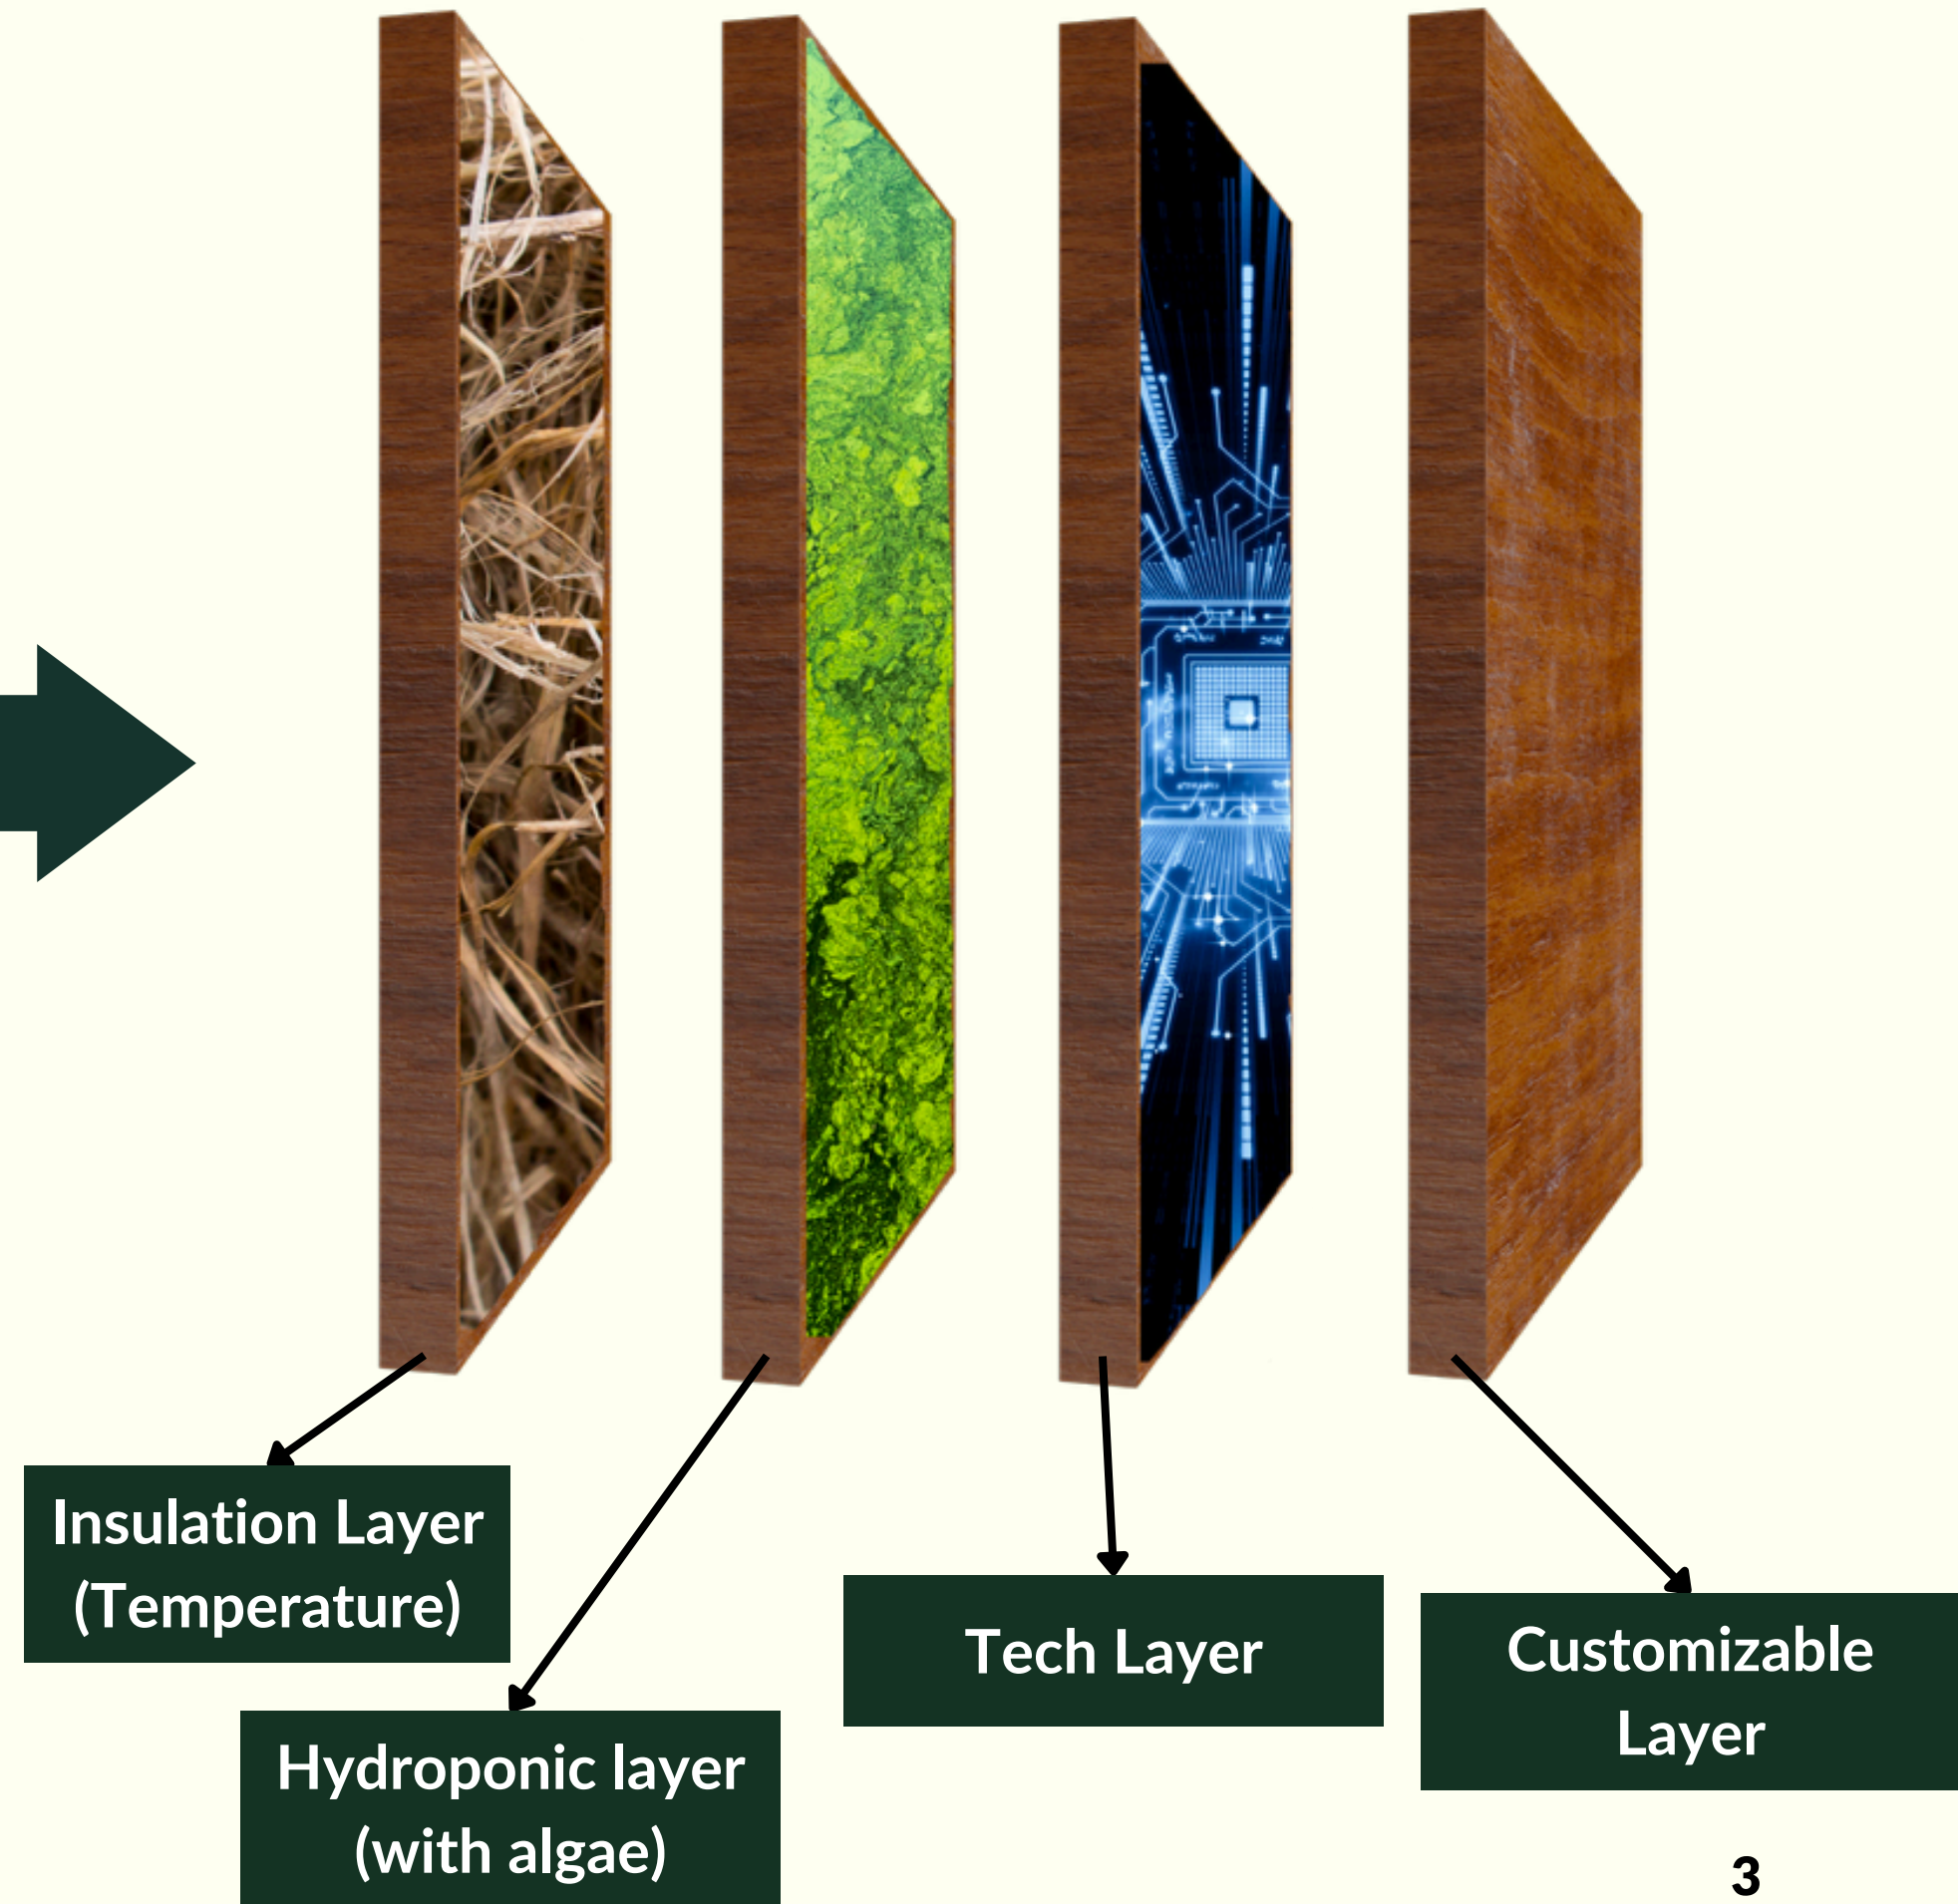 Insulation Layer
(Temperature)
Hydroponic layer
(with algae)
Tech Layer
Customizable
Layer
3